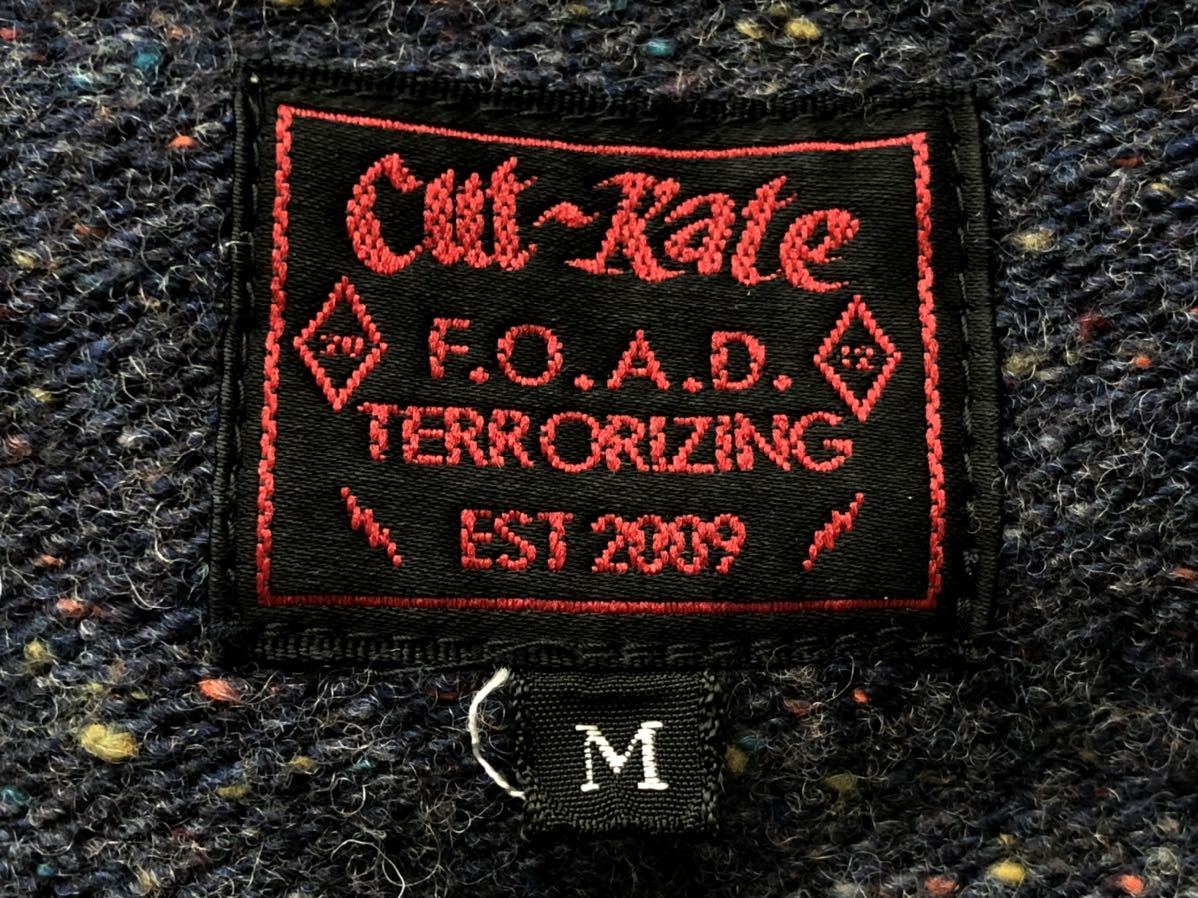 Cut-Rate
F.O.A.D.
TERRORIZING
EST 2009
M